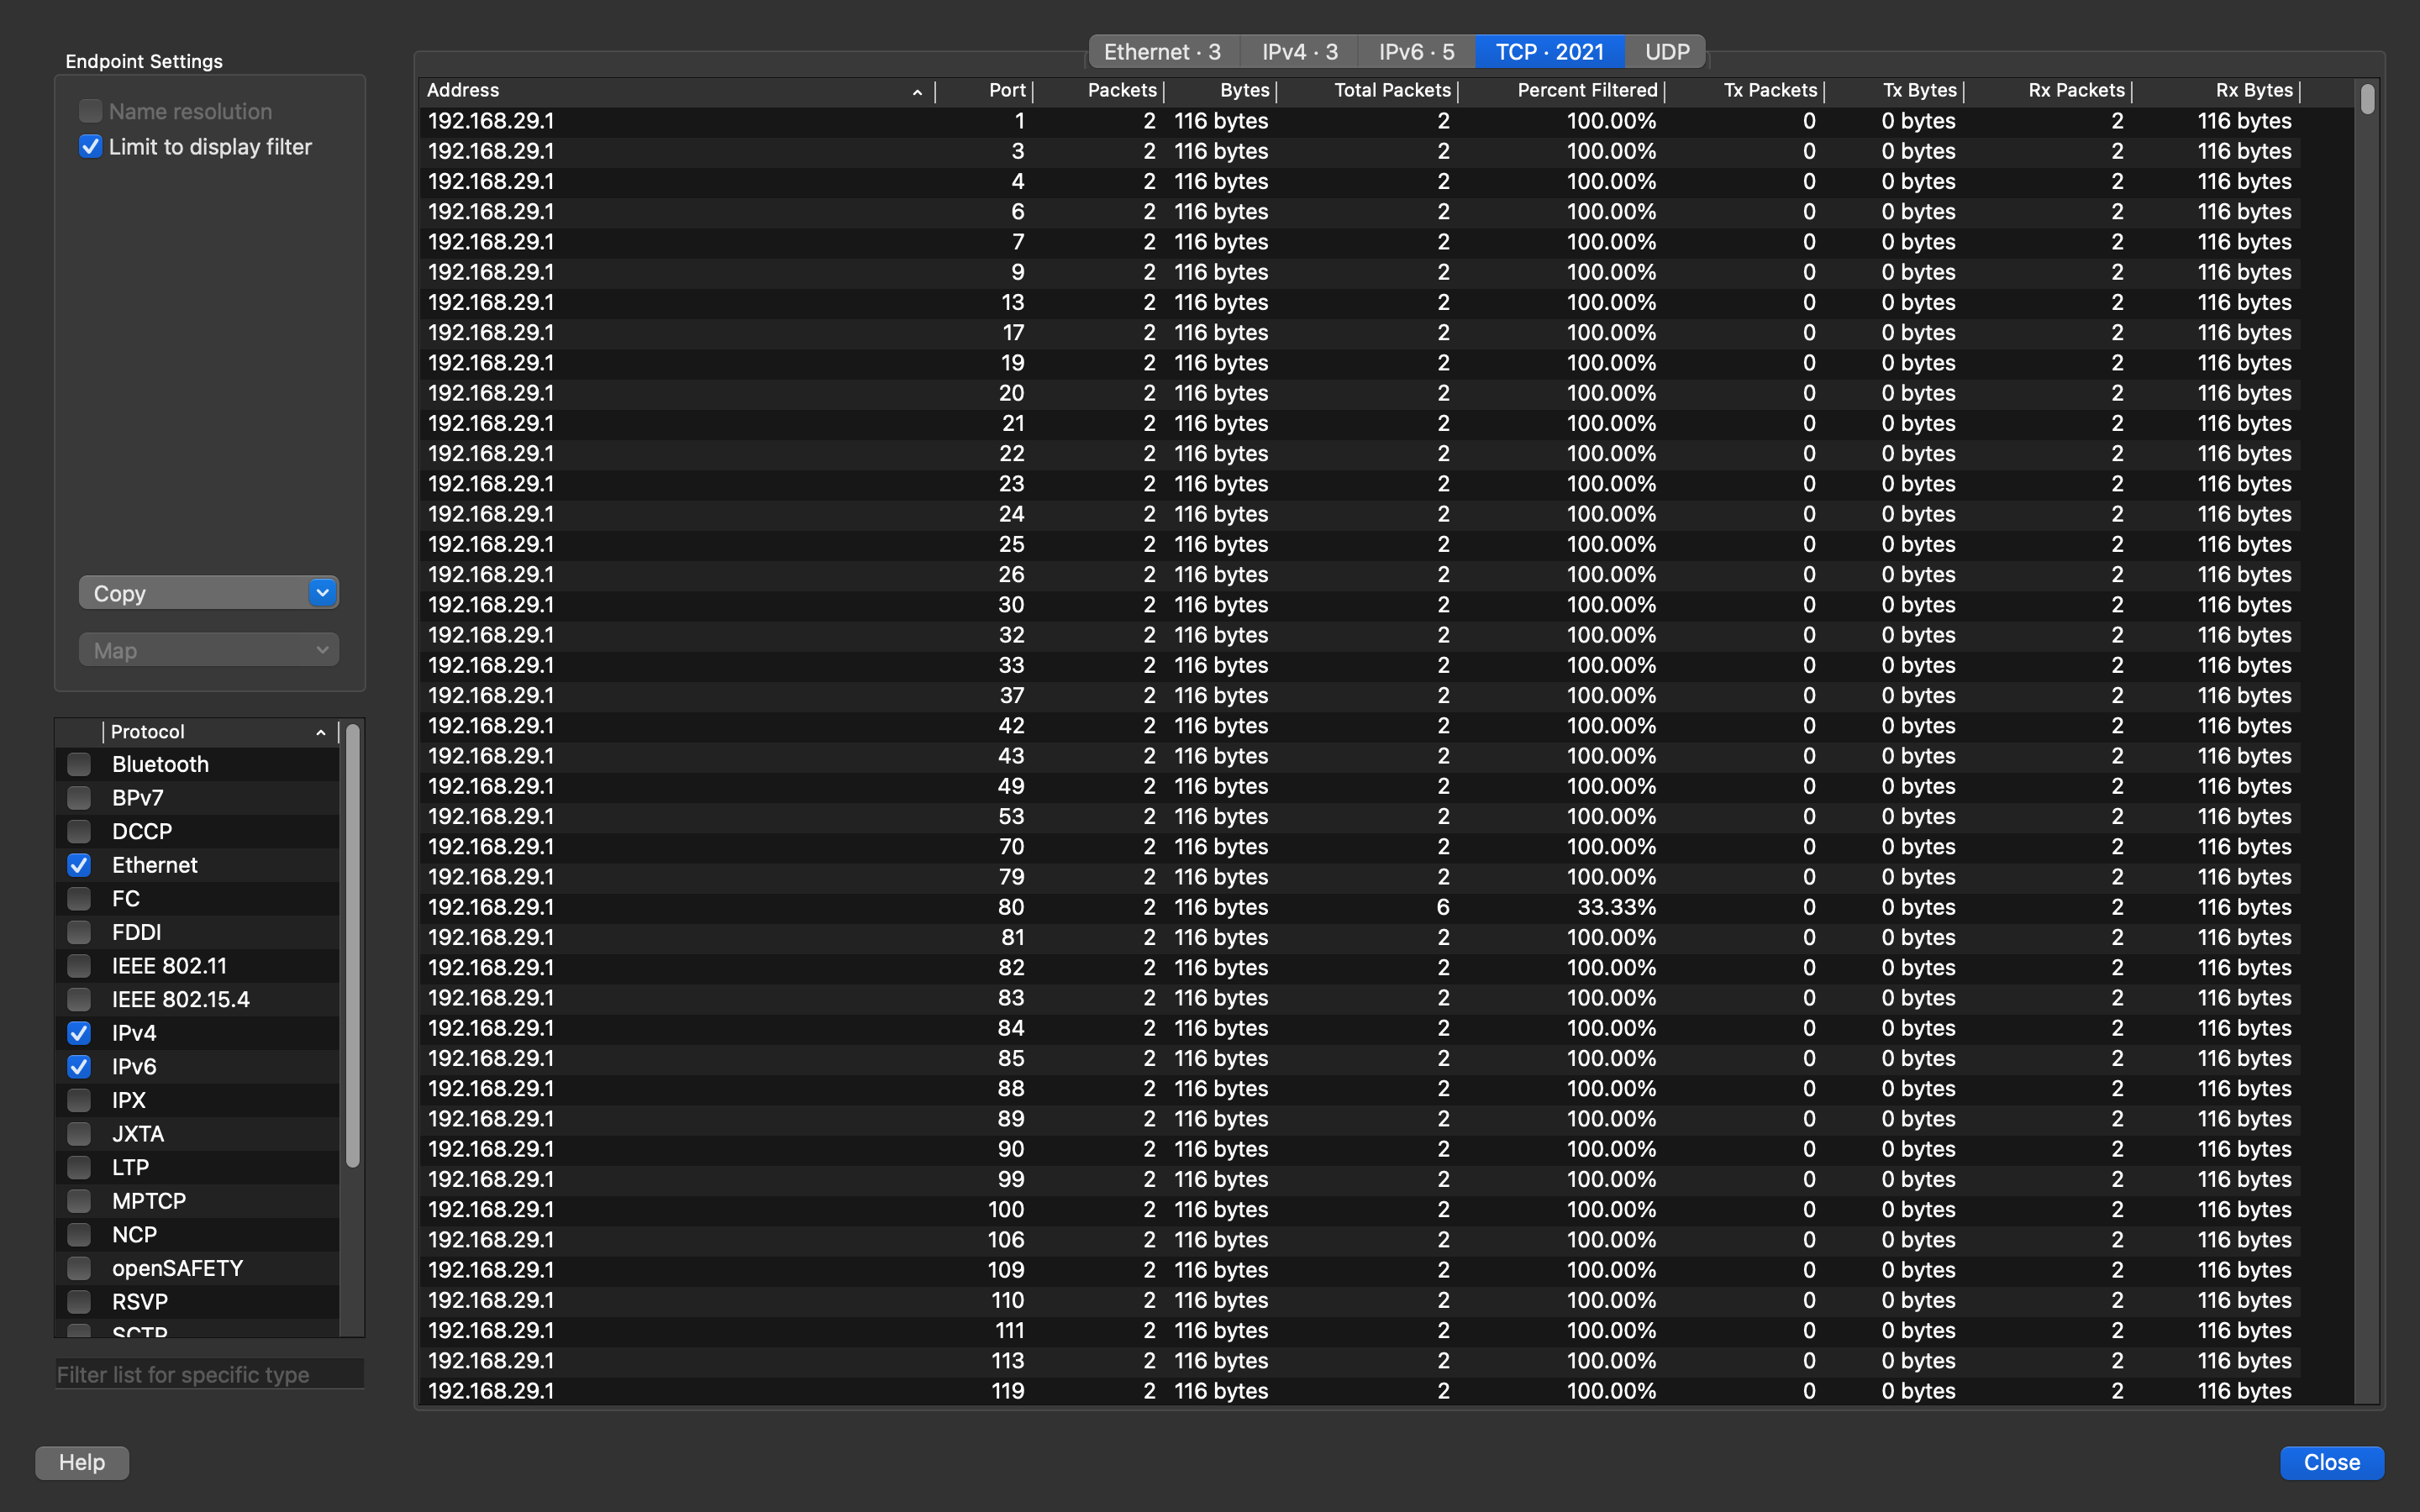 Endpoint Settings
Name resolution
Limit to display filter
Copy
Map
Protocol
Bluetooth
BPv7
DCCP
Ethernet
FC
FDDI
IEEE 802.11
IEEE 802.15.4
IPv4
IPv6
IPX
JXTA
LTP
MPTCP
NCP
openSAFETY
RSVP
SCTP
Filter list for specific type
Ethernet · 3 IPv4 · 3 IPv6 · 5 TCP · 2021 UDP
Address Port Packets Bytes Total Packets Percent Filtered Tx Packets Tx Bytes Rx Packets Rx Bytes
192.168.29.1 1 2 116 bytes 2 100.00% 0 0 bytes 2 116 bytes
192.168.29.1 3 2 116 bytes 2 100.00% 0 0 bytes 2 116 bytes
192.168.29.1 4 2 116 bytes 2 100.00% 0 0 bytes 2 116 bytes
192.168.29.1 6 2 116 bytes 2 100.00% 0 0 bytes 2 116 bytes
192.168.29.1 7 2 116 bytes 2 100.00% 0 0 bytes 2 116 bytes
192.168.29.1 9 2 116 bytes 2 100.00% 0 0 bytes 2 116 bytes
192.168.29.1 13 2 116 bytes 2 100.00% 0 0 bytes 2 116 bytes
192.168.29.1 17 2 116 bytes 2 100.00% 0 0 bytes 2 116 bytes
192.168.29.1 19 2 116 bytes 2 100.00% 0 0 bytes 2 116 bytes
192.168.29.1 20 2 116 bytes 2 100.00% 0 0 bytes 2 116 bytes
192.168.29.1 21 2 116 bytes 2 100.00% 0 0 bytes 2 116 bytes
192.168.29.1 22 2 116 bytes 2 100.00% 0 0 bytes 2 116 bytes
192.168.29.1 23 2 116 bytes 2 100.00% 0 0 bytes 2 116 bytes
192.168.29.1 24 2 116 bytes 2 100.00% 0 0 bytes 2 116 bytes
192.168.29.1 25 2 116 bytes 2 100.00% 0 0 bytes 2 116 bytes
192.168.29.1 26 2 116 bytes 2 100.00% 0 0 bytes 2 116 bytes
192.168.29.1 30 2 116 bytes 2 100.00% 0 0 bytes 2 116 bytes
192.168.29.1 32 2 116 bytes 2 100.00% 0 0 bytes 2 116 bytes
192.168.29.1 33 2 116 bytes 2 100.00% 0 0 bytes 2 116 bytes
192.168.29.1 37 2 116 bytes 2 100.00% 0 0 bytes 2 116 bytes
192.168.29.1 42 2 116 bytes 2 100.00% 0 0 bytes 2 116 bytes
192.168.29.1 43 2 116 bytes 2 100.00% 0 0 bytes 2 116 bytes
192.168.29.1 49 2 116 bytes 2 100.00% 0 0 bytes 2 116 bytes
192.168.29.1 53 2 116 bytes 2 100.00% 0 0 bytes 2 116 bytes
192.168.29.1 70 2 116 bytes 2 100.00% 0 0 bytes 2 116 bytes
192.168.29.1 79 2 116 bytes 2 100.00% 0 0 bytes 2 116 bytes
192.168.29.1 80 2 116 bytes 6 33.33% 0 0 bytes 2 116 bytes
192.168.29.1 81 2 116 bytes 2 100.00% 0 0 bytes 2 116 bytes
192.168.29.1 82 2 116 bytes 2 100.00% 0 0 bytes 2 116 bytes
192.168.29.1 83 2 116 bytes 2 100.00% 0 0 bytes 2 116 bytes
192.168.29.1 84 2 116 bytes 2 100.00% 0 0 bytes 2 116 bytes
192.168.29.1 85 2 116 bytes 2 100.00% 0 0 bytes 2 116 bytes
192.168.29.1 88 2 116 bytes 2 100.00% 0 0 bytes 2 116 bytes
192.168.29.1 89 2 116 bytes 2 100.00% 0 0 bytes 2 116 bytes
192.168.29.1 90 2 116 bytes 2 100.00% 0 0 bytes 2 116 bytes
192.168.29.1 99 2 116 bytes 2 100.00% 0 0 bytes 2 116 bytes
192.168.29.1 100 2 116 bytes 2 100.00% 0 0 bytes 2 116 bytes
192.168.29.1 106 2 116 bytes 2 100.00% 0 0 bytes 2 116 bytes
192.168.29.1 109 2 116 bytes 2 100.00% 0 0 bytes 2 116 bytes
192.168.29.1 110 2 116 bytes 2 100.00% 0 0 bytes 2 116 bytes
192.168.29.1 111 2 116 bytes 2 100.00% 0 0 bytes 2 116 bytes
192.168.29.1 113 2 116 bytes 2 100.00% 0 0 bytes 2 116 bytes
192.168.29.1 119 2 116 bytes 2 100.00% 0 0 bytes 2 116 bytes
Help
Close